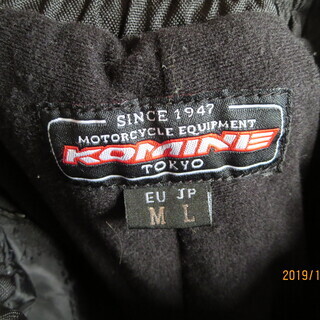 SINCE 1947
MOTORCYCLE EQUIPMENT
KOMINE
TOKYO
EU JP
M L
2019/1